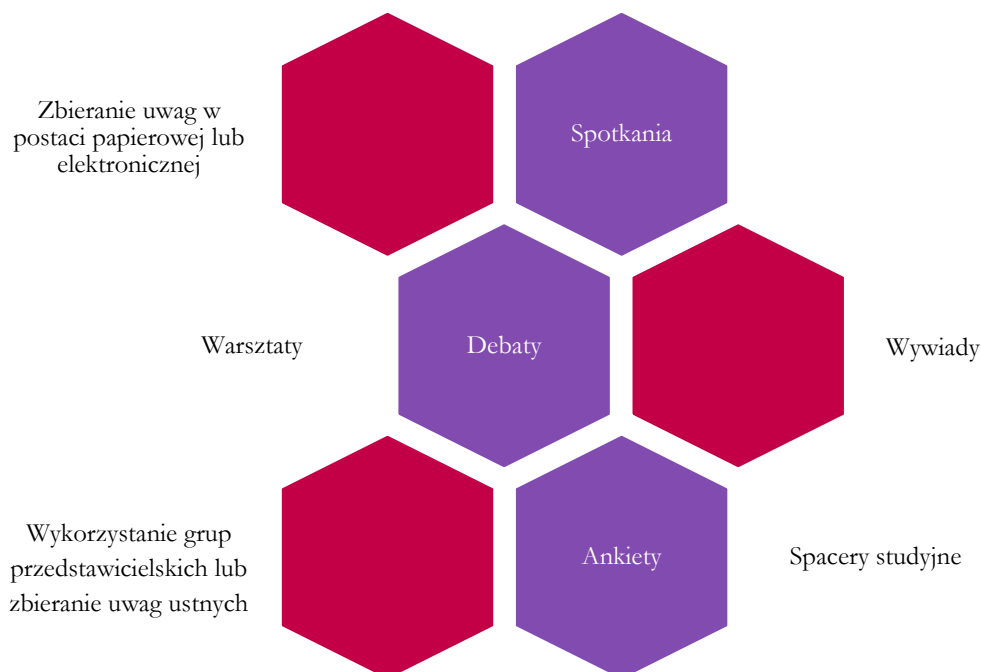 Zbieranie uwag w
postaci papierowej lub
elektronicznej
Spotkania
Warsztaty
Debaty
Wywiady
Wykorzystanie grup
przedstawicielskich lub
zbieranie uwag ustnych
Ankiety
Spacery studyjne